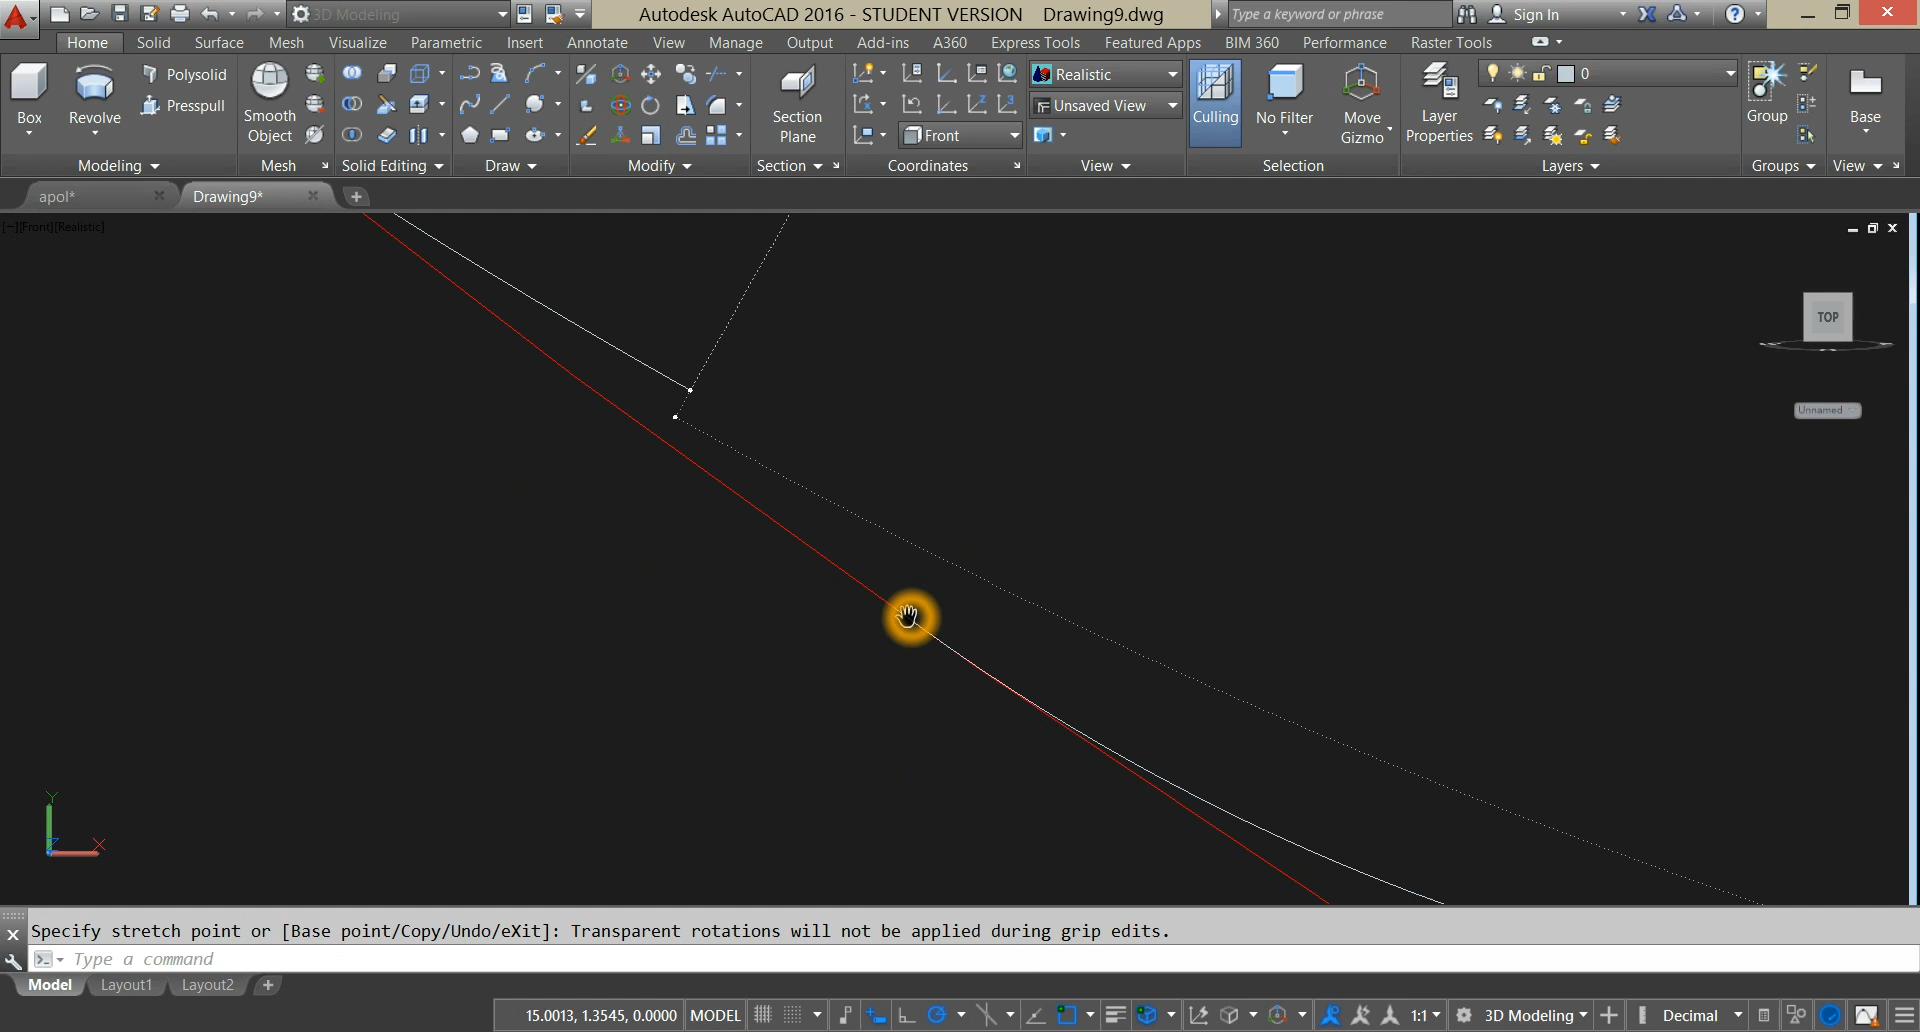 3D Modeling
Autodesk AutoCAD 2016 - STUDENT VERSION Drawing9.dwg
Type a keyword or phrase
Sign In
Home Solid Surface Mesh Visualize Parametric Insert Annotate View Manage Output Add-ins A360 Express Tools Featured Apps BIM 360 Performance Raster Tools
Box
Revolve
Polysolid
Presspull
Smooth
Object
Section
Plane
Realistic
Unsaved View
Front
Culling
No Filter
Move
Gizmo
Layer
Properties
0
Group
Base
Modeling Mesh Solid Editing Draw Modify Section Coordinates View Selection Layers Groups View
apol* Drawing9*
[−][Front][Realistic]
TOP
Unnamed
Y
X
Specify stretch point or [Base point/Copy/Undo/eXit]: Transparent rotations will not be applied during grip edits.
Type a command
Model Layout1 Layout2
15.0013, 1.3545, 0.0000 MODEL 1:1 3D Modeling Decimal